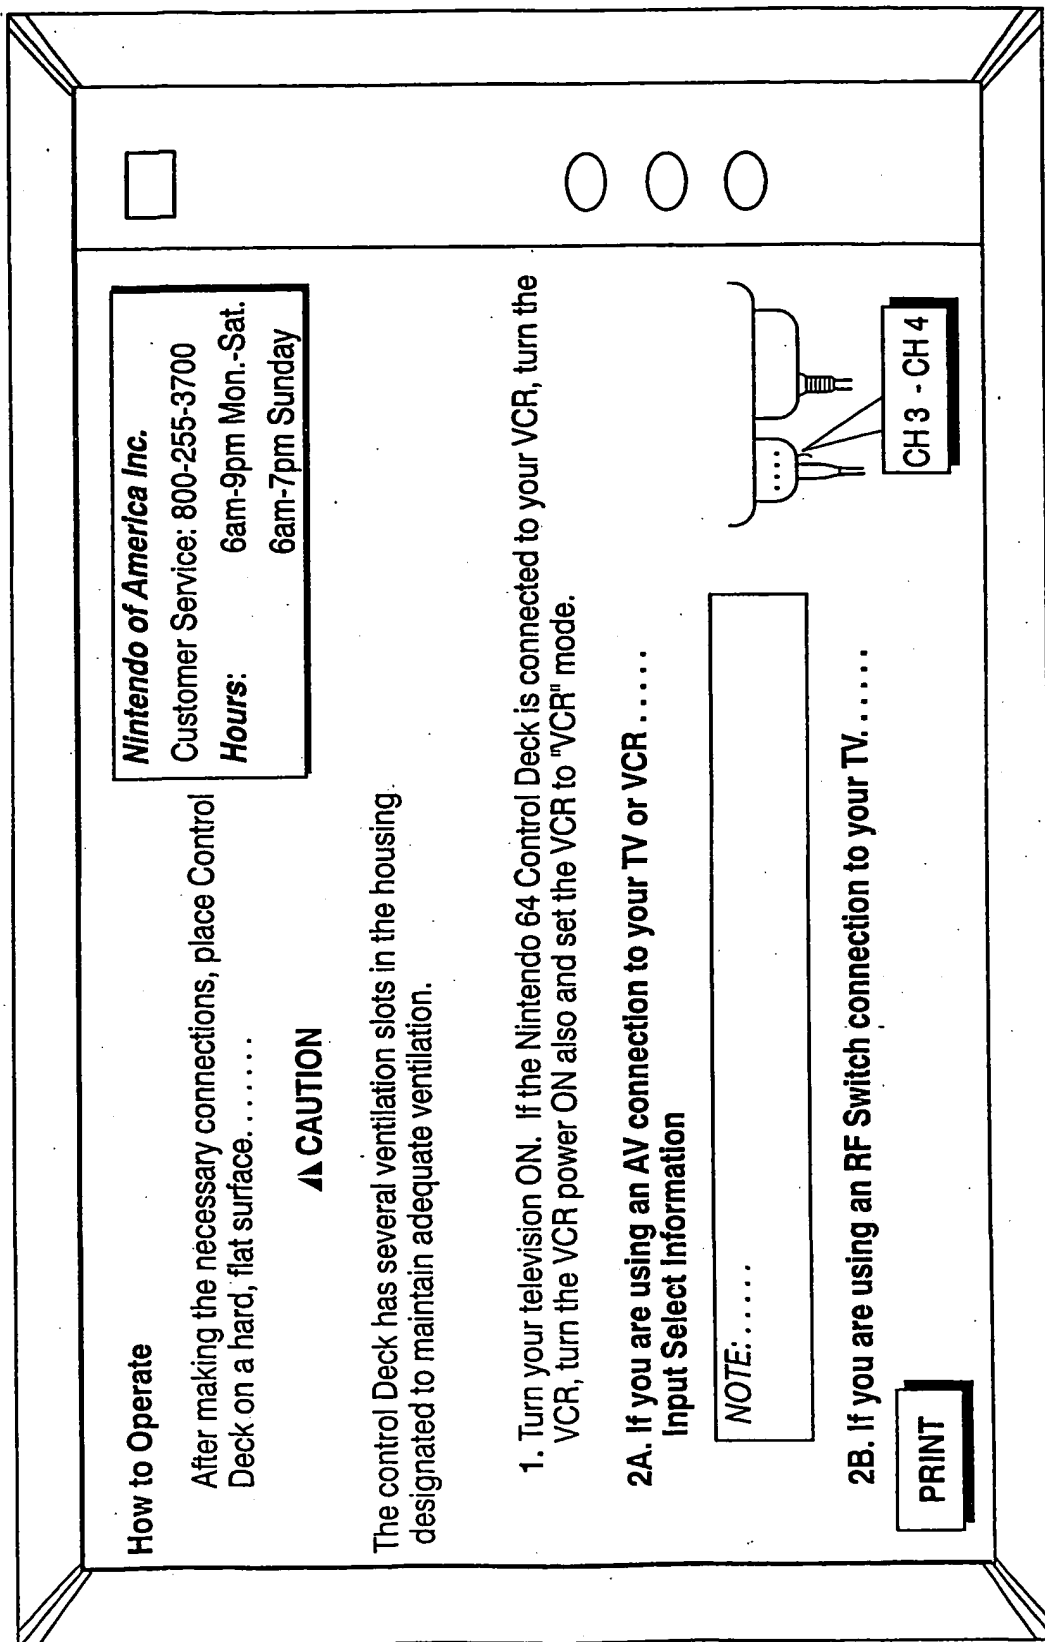 How to Operate
After making the necessary connections, place Control
Deck on a hard, flat surface.......
Nintendo of America Inc.
Customer Service: 800-255-3700
Hours: 6am-9pm Mon.-Sat.
6am-7pm Sunday
CAUTION
The control Deck has several ventilation slots in the housing
designated to maintain adequate ventilation.
1. Turn your television ON. If the Nintendo 64 Control Deck is connected to your VCR, turn the
VCR, turn the VCR power ON also and set the VCR to "VCR" mode.
2A. If you are using an AV connection to your TV or VCR.....
Input Select Information
NOTE:......
2B. If you are using an RF Switch connection to your TV......
CH 3 - CH 4
PRINT